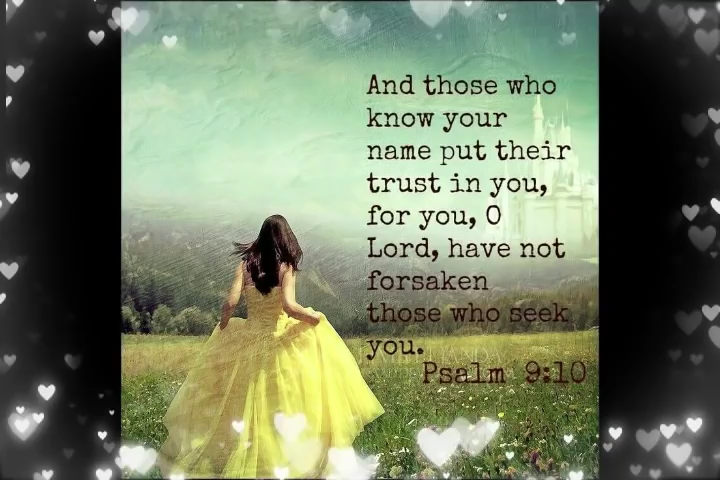 And those who
know your
name put their
trust in you,
for you, O
Lord, have not
forsaken
those who seek
you.
Psalm 9:10